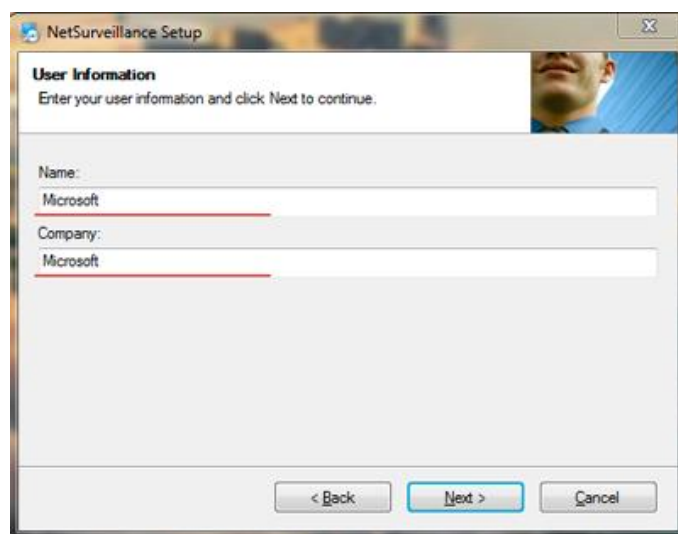 NetSurveillance Setup
User Information
Enter your user information and click Next to continue.
Name:
Microsoft
Company:
Microsoft
< Back Next > Cancel